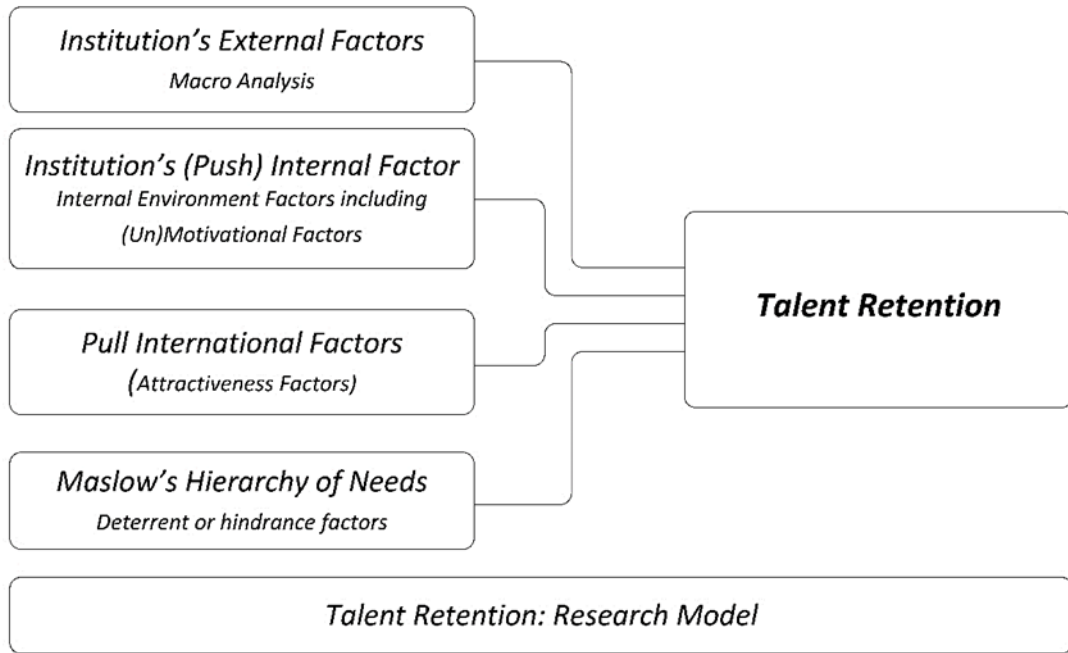 Institution’s External Factors
Macro Analysis
Institution’s (Push) Internal Factor
Internal Environment Factors including
(Un)Motivational Factors
Pull International Factors
(Attractiveness Factors)
Maslow’s Hierarchy of Needs
Deterrent or hindrance factors
Talent Retention
Talent Retention: Research Model